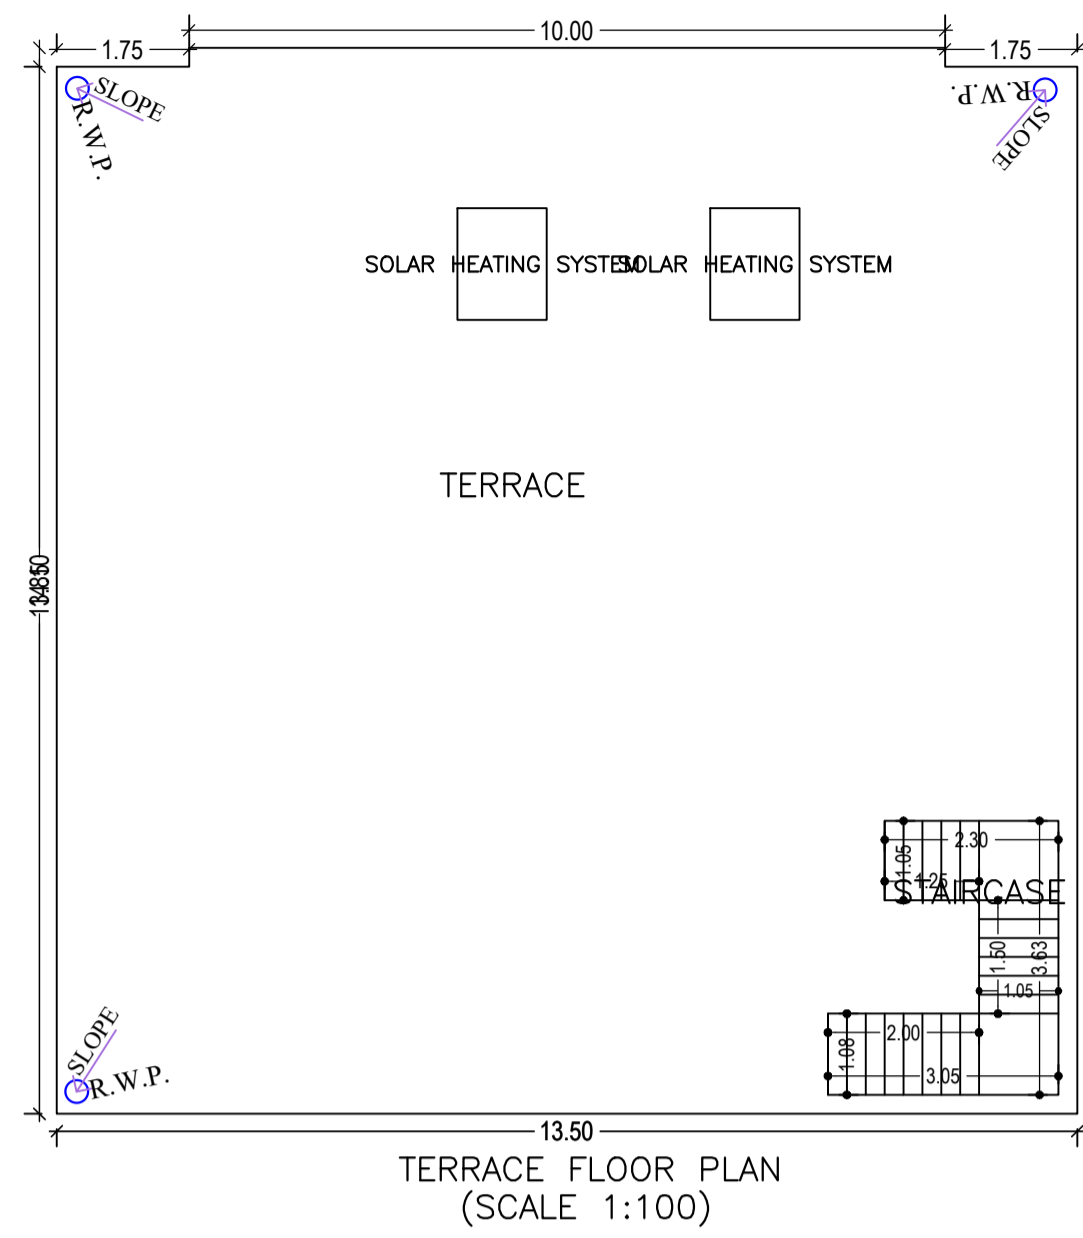 10.00
1.75
1.75
SLOPE
R.W.P.
R.W.P.
SLOPE
SOLAR HEATING SYSTEM
SOLAR HEATING SYSTEM
TERRACE
2.30
1.05
1.25
STAIRCASE
1.50
3.63
1.05
2.00
1.08
3.05
SLOPE
R.W.P.
13.50
TERRACE FLOOR PLAN
(SCALE 1:100)